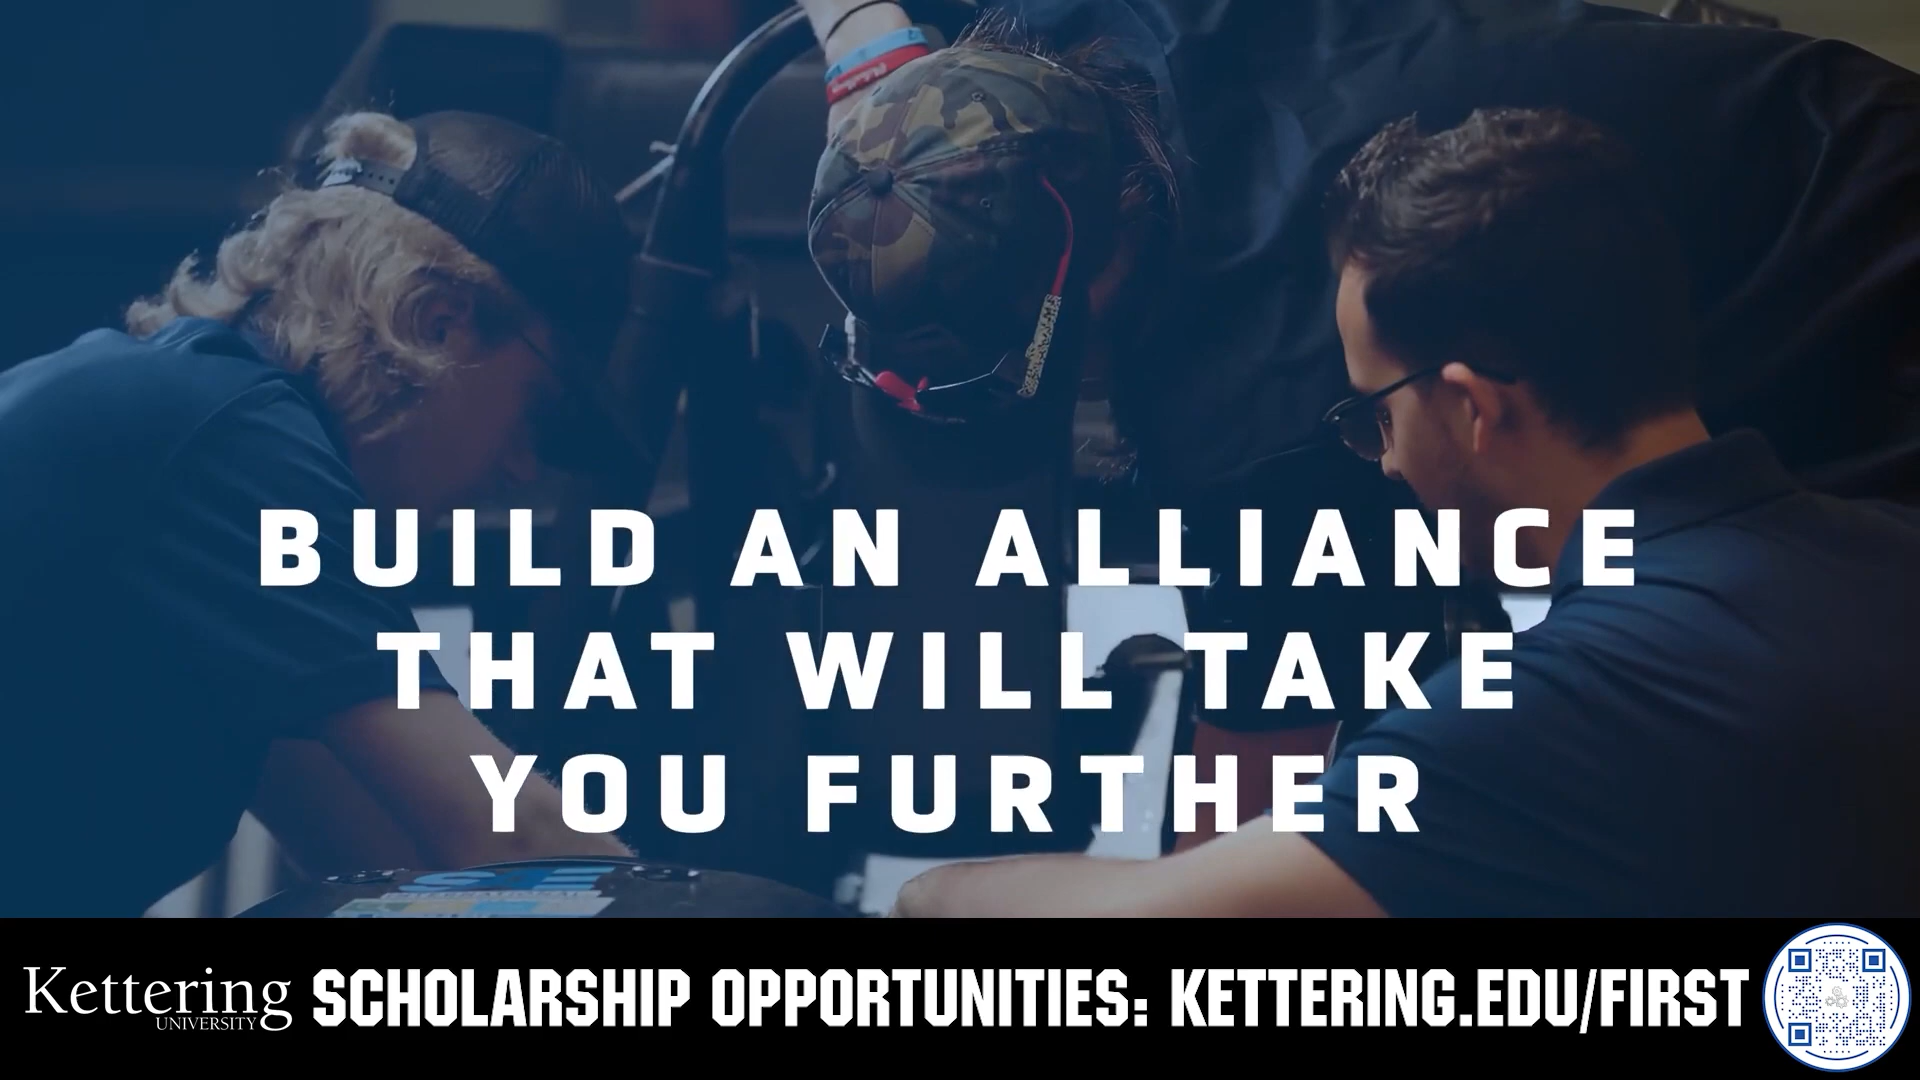 BUILD AN ALLIANCE
THAT WILL TAKE
YOU FURTHER
Kettering
UNIVERSITY
SCHOLARSHIP OPPORTUNITIES: KETTERING.EDU/FIRST